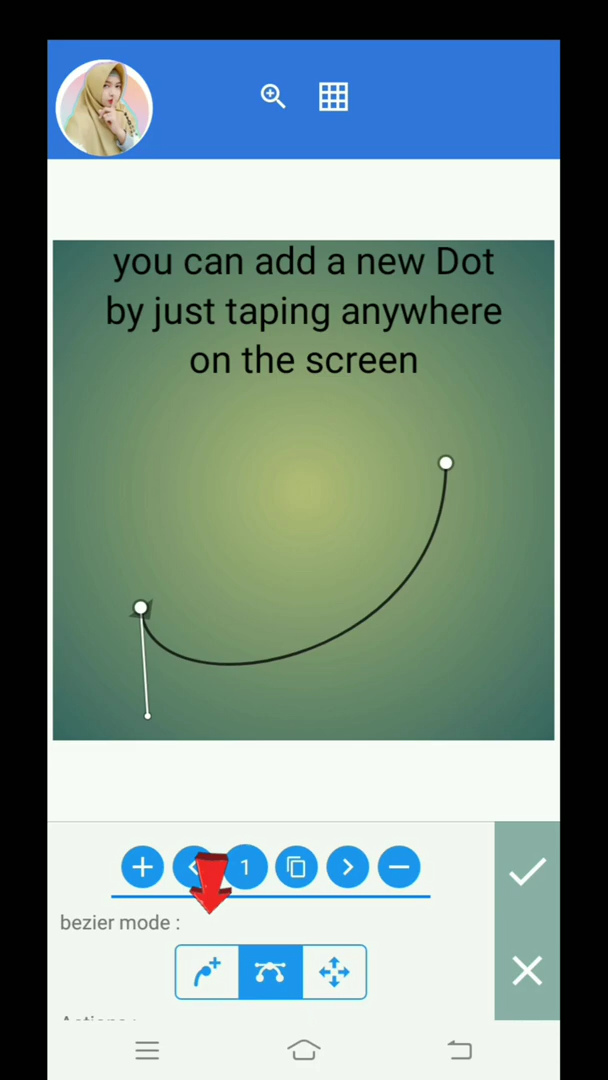 you can add a new Dot
by just taping anywhere
on the screen
1
bezier mode :